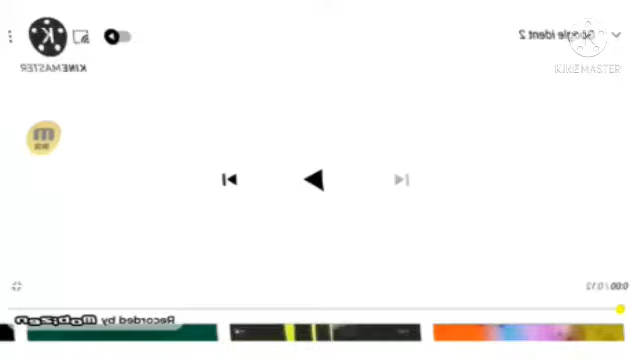 Google ident 2
KINEMASTER
KINEMASTER
0:00 / 0:12
Recorded by Mobizen